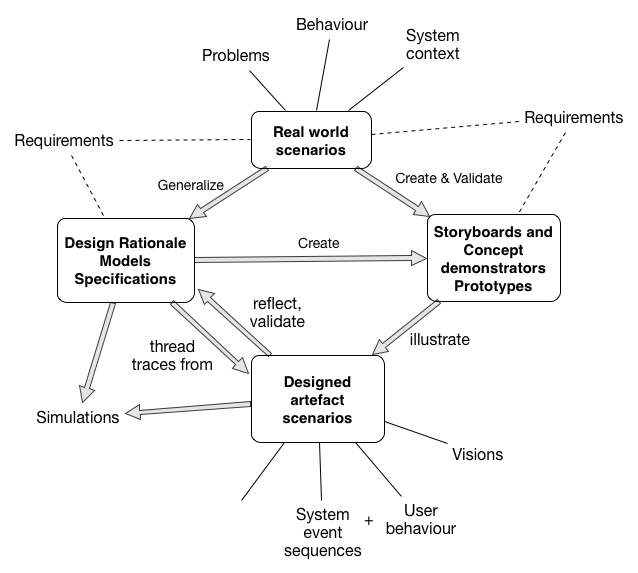 Behaviour
Problems
System
context
Requirements
Real world
scenarios
Requirements
Generalize
Create & Validate
Design Rationale
Models
Specifications
Create
Storyboards and
Concept
demonstrators
Prototypes
reflect,
validate
thread
traces from
illustrate
Simulations
Designed
artefact
scenarios
Visions
System
event
sequences
+
User
behaviour